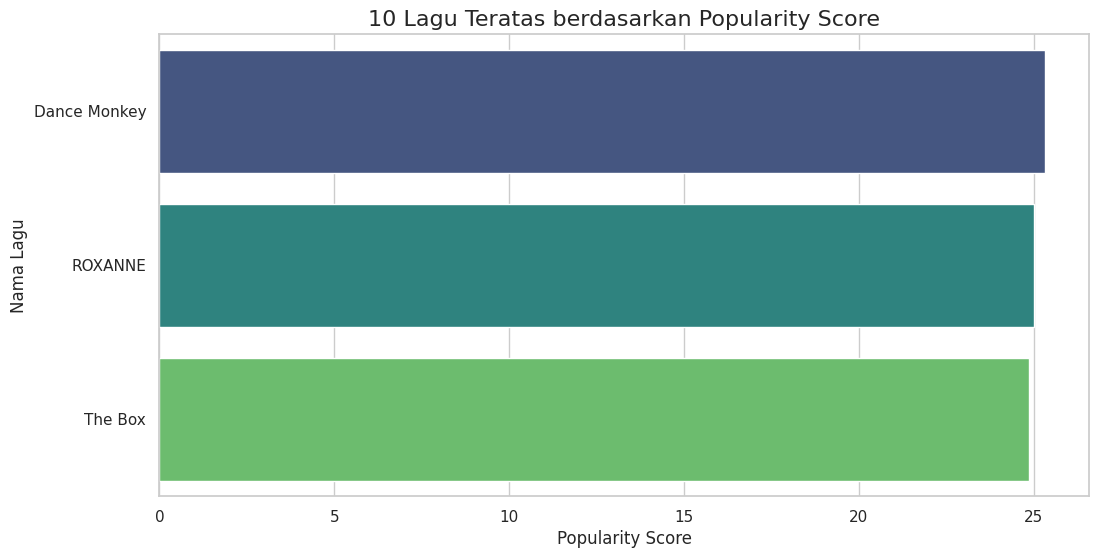 10 Lagu Teratas berdasarkan Popularity Score
Nama Lagu
Dance Monkey
ROXANNE
The Box
0 5 10 15 20 25
Popularity Score